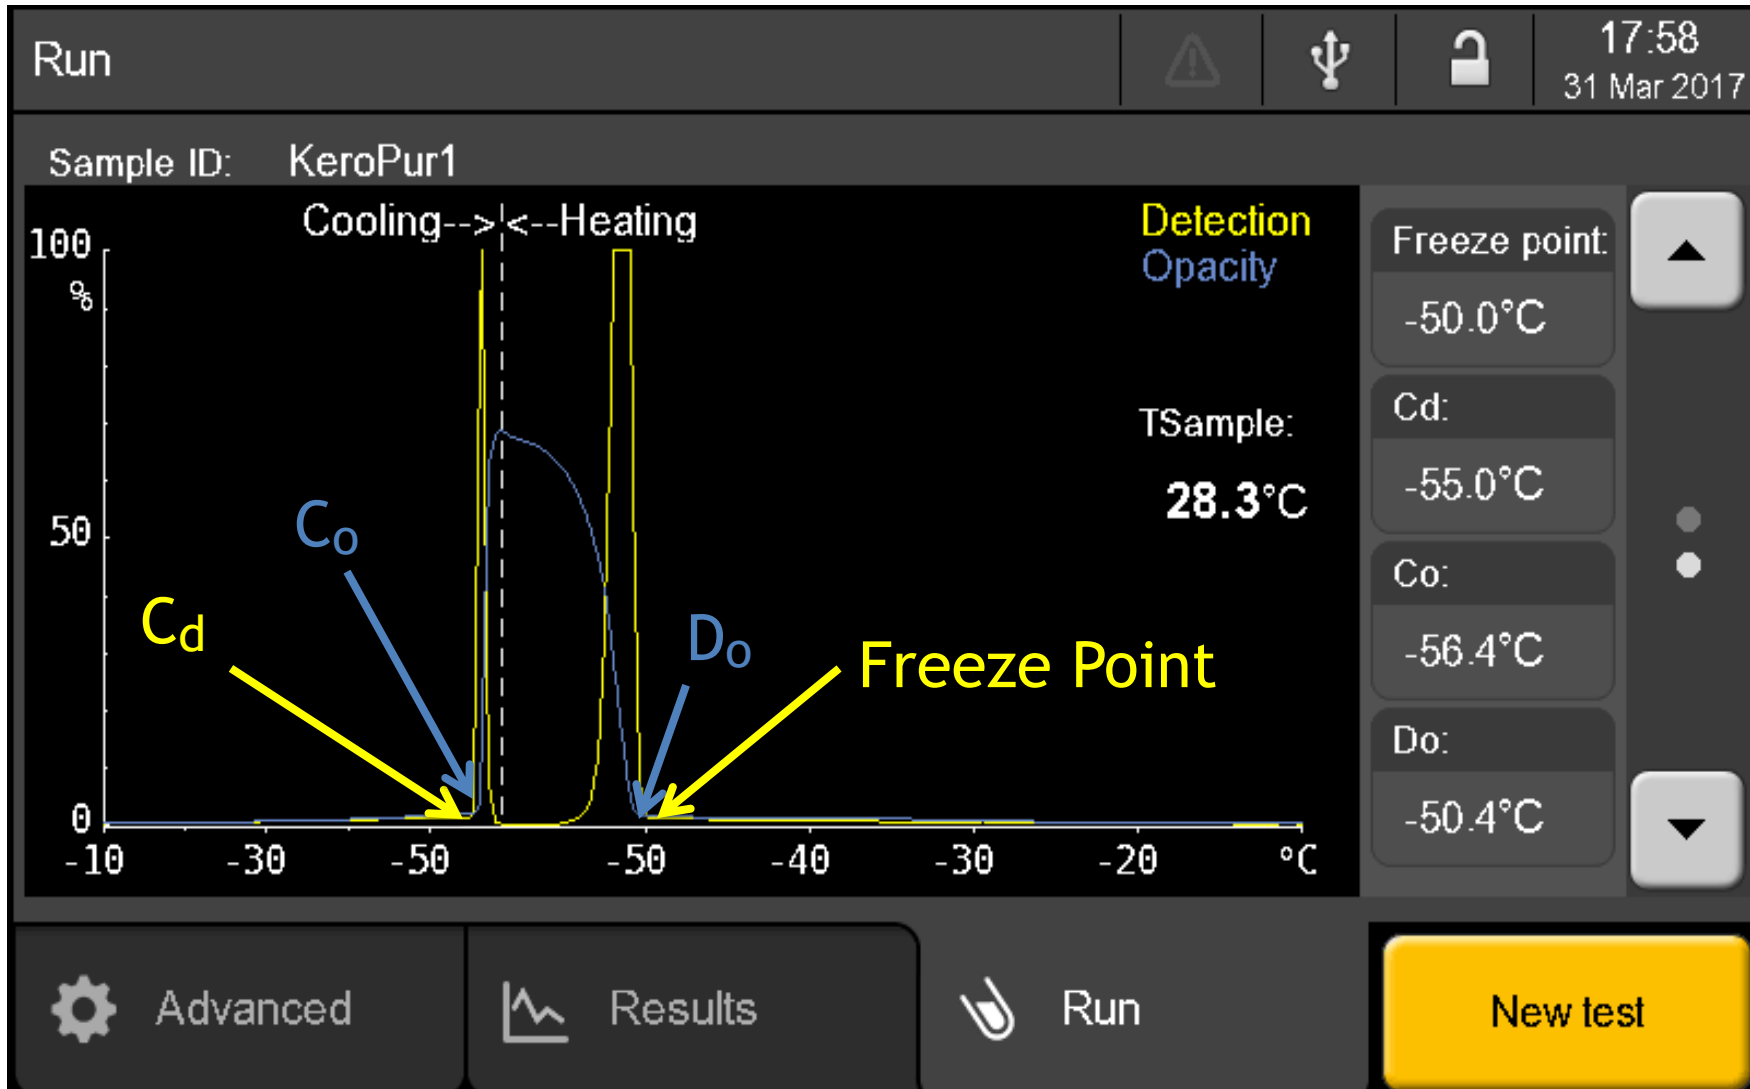 Run
17:58
31 Mar 2017
Sample ID: KeroPur1
Cooling-->
<--Heating
Detection
Opacity
100
%
50
0
-10 -30 -50 -50 -40 -30 -20 °C
TSample:
28.3°C
Co
Cd
Do
Freeze Point
Freeze point:
-50.0°C
Cd:
-55.0°C
Co:
-56.4°C
Do:
-50.4°C
Advanced
Results
Run
New test